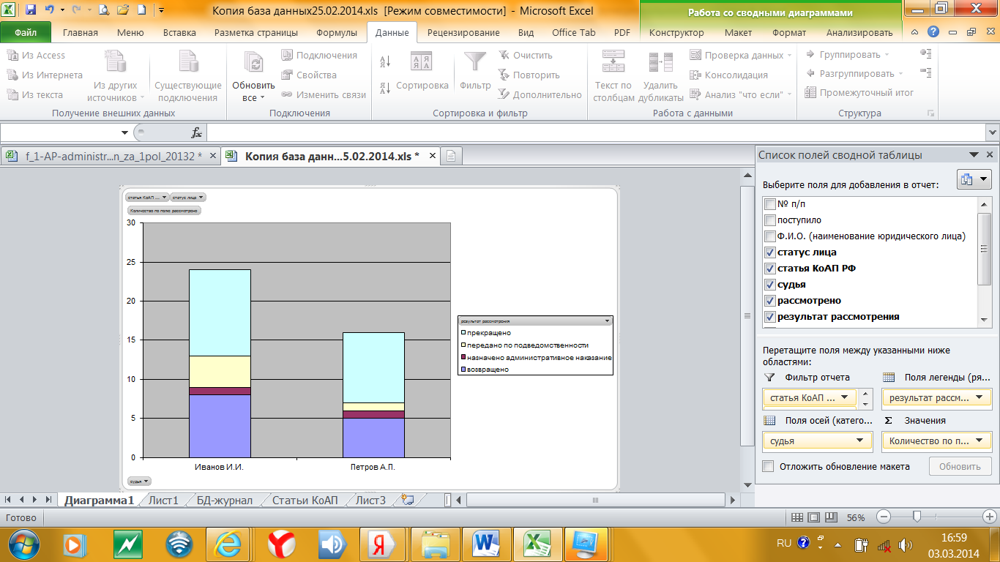 Копия база данных25.02.2014.xls [Режим совместимости] - Microsoft Excel
Работа со сводными диаграммами
Файл Главная Меню Вставка Разметка страницы Формулы Данные Рецензирование Вид Office Tab PDF Конструктор Макет Формат Анализировать
Из Access
Из Интернета
Из текста
Из других источников
Существующие подключения
Получение внешних данных
Обновить все
Подключения
Свойства
Изменить связи
Подключения
А Я
Я А
А Я
Я А
Сортировка
Фильтр
Очистить
Повторить
Дополнительно
Сортировка и фильтр
Текст по столбцам
Удалить дубликаты
Проверка данных
Консолидация
Анализ "что если"
Работа с данными
Группировать
Разгруппировать
Промежуточный итог
Структура
fx
f_1-AP-administr...n_za_1pol_20132 *
Копия база данн...5.02.2014.xls *
статья КоАП ...
статус лица
Количество по полю рассмотрено
30
25
20
15
10
5
0
Иванов И.И.
Петров А.П.
судья
результат рассмотрения
прекращено
передано по подведомственности
назначено административное наказание
возвращено
Список полей сводной таблицы
Выберите поля для добавления в отчет:
№ п/п
поступило
Ф.И.О. (наименование юридического лица)
статус лица
статья КоАП РФ
судья
рассмотрено
результат рассмотрения
Перетащите поля между указанными ниже
областями:
Фильтр отчета
Поля легенды (ря...
статья КоАП ...
результат рассм...
Поля осей (катего...
Σ Значения
судья
Количество по п...
Отложить обновление макета
Обновить
Диаграмма1 Лист1 БД-журнал Статьи КоАП Лист3
Готово
56%
RU
16:59
03.03.2014